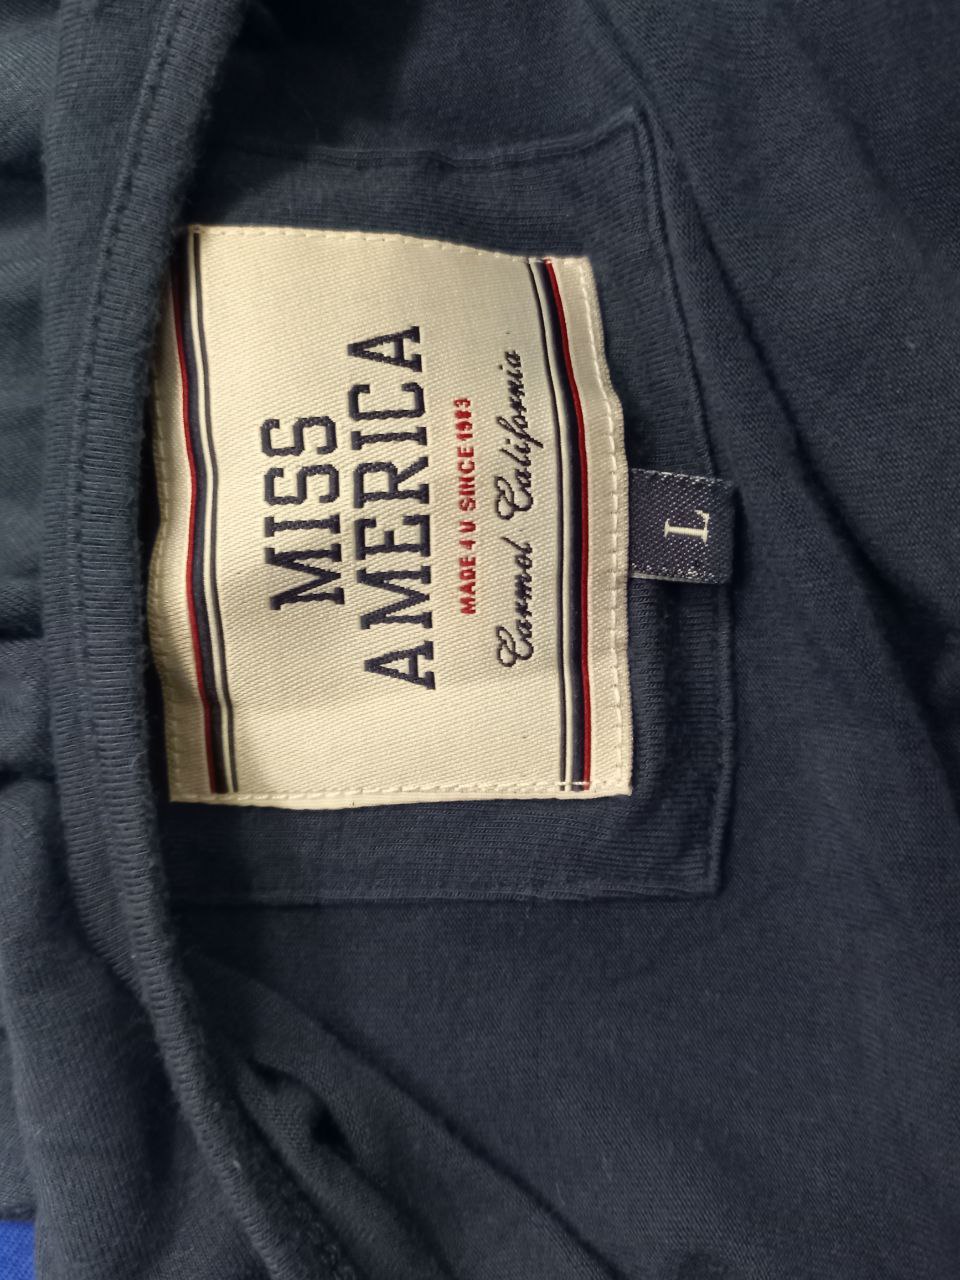 MISS
AMERICA
MADE 4 U SINCE 1983
Carmel California
L